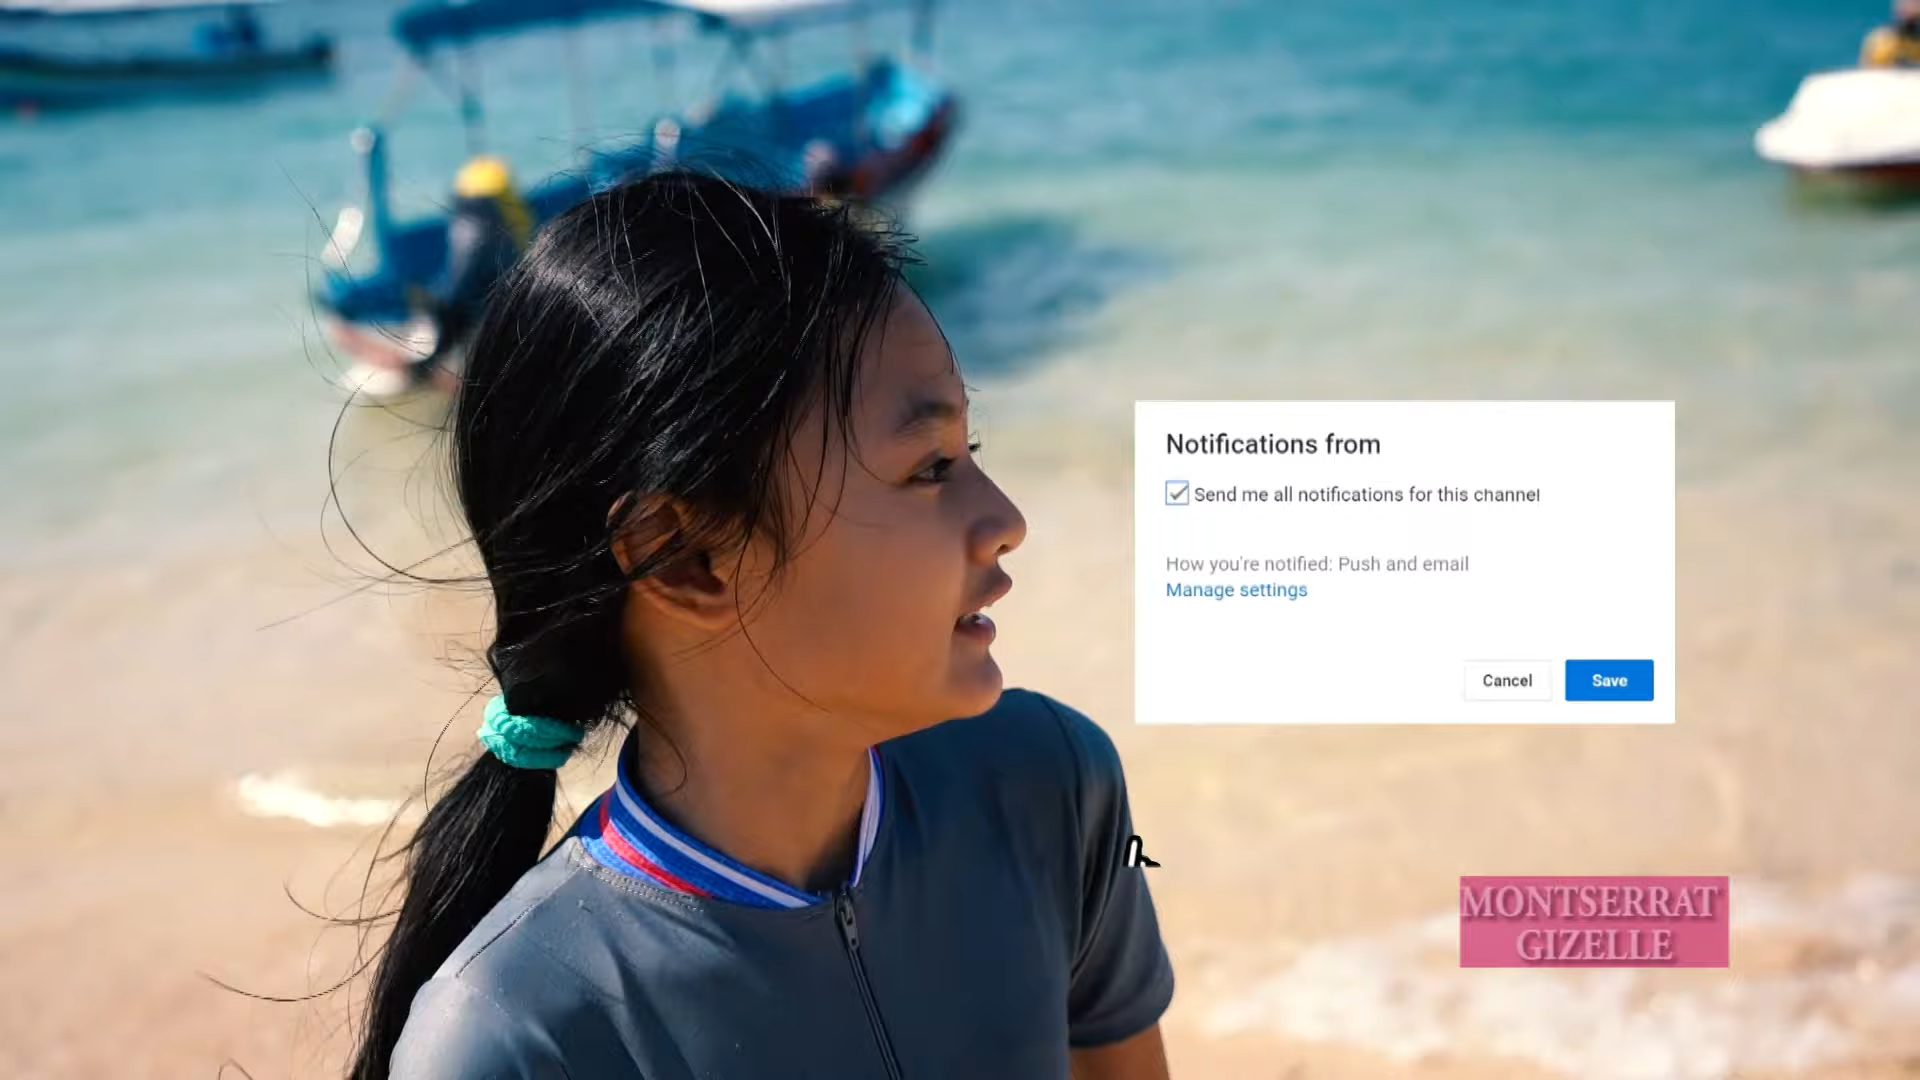 Notifications from
Send me all notifications for this channel
How you're notified: Push and email
Manage settings
Cancel
Save
MONTSERRAT
GIZELLE